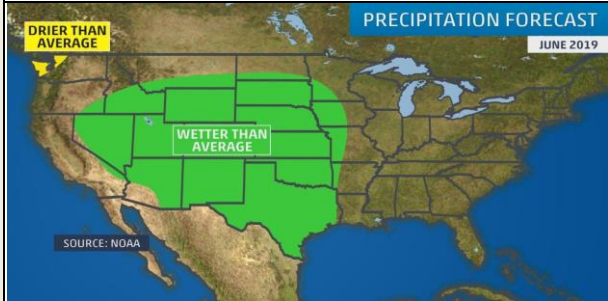 PRECIPITATION FORECAST
JUNE 2019
DRIER THAN
AVERAGE
WETTER THAN
AVERAGE
SOURCE: NOAA